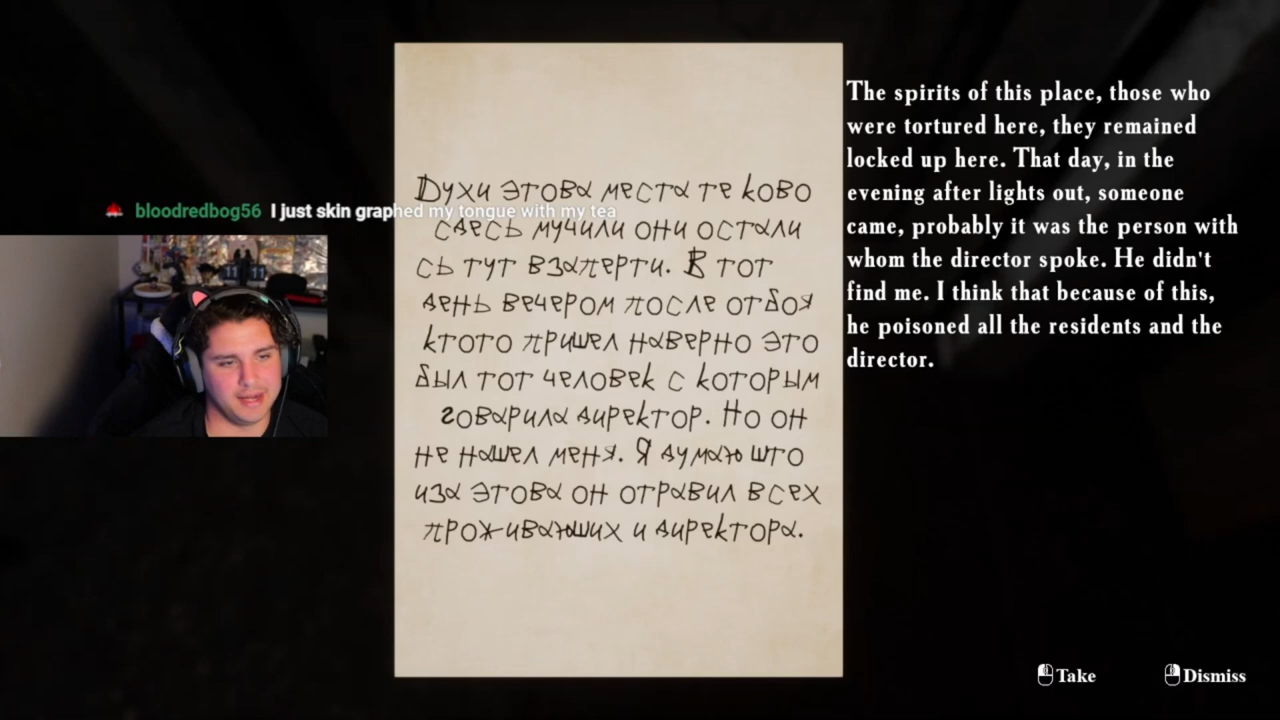 Духи этова места те ково
сдесь мучили они остали
сь тут взаперти. В тот
день вечером после отбоя
ктото пришел наверно это
был тот человек с которым
говарила директор. Но он
не нашел меня. Я думаю што
иза этова он отравил всех
проживающих и директора.
The spirits of this place, those who
were tortured here, they remained
locked up here. That day, in the
evening after lights out, someone
came, probably it was the person with
whom the director spoke. He didn't
find me. I think that because of this,
he poisoned all the residents and the
director.
bloodredbog56 I just skin graphed my tongue with my tea
11 11
Take Dismiss